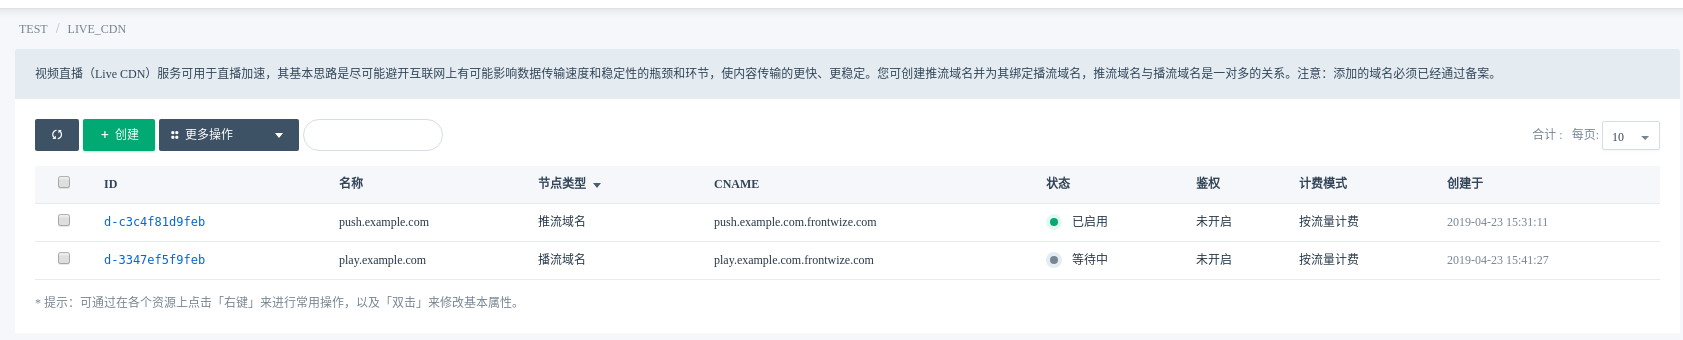 TEST / LIVE_CDN
视频直播（Live CDN）服务可用于直播加速，其基本思路是尽可能避开互联网上有可能影响数据传输速度和稳定性的瓶颈和环节，使内容传输的更快、更稳定。您可创建推流域名并为其绑定播流域名，推流域名与播流域名是一对多的关系。注意：添加的域名必须已经通过备案。
+ 创建 更多操作 合计： 每页: 10
ID 名称 节点类型 CNAME 状态 鉴权 计费模式 创建于
d-c3c4f81d9feb push.example.com 推流域名 push.example.com.frontwize.com 已启用 未开启 按流量计费 2019-04-23 15:31:11
d-3347ef5f9feb play.example.com 播流域名 play.example.com.frontwize.com 等待中 未开启 按流量计费 2019-04-23 15:41:27
* 提示：可通过在各个资源上点击「右键」来进行常用操作，以及「双击」来修改基本属性。